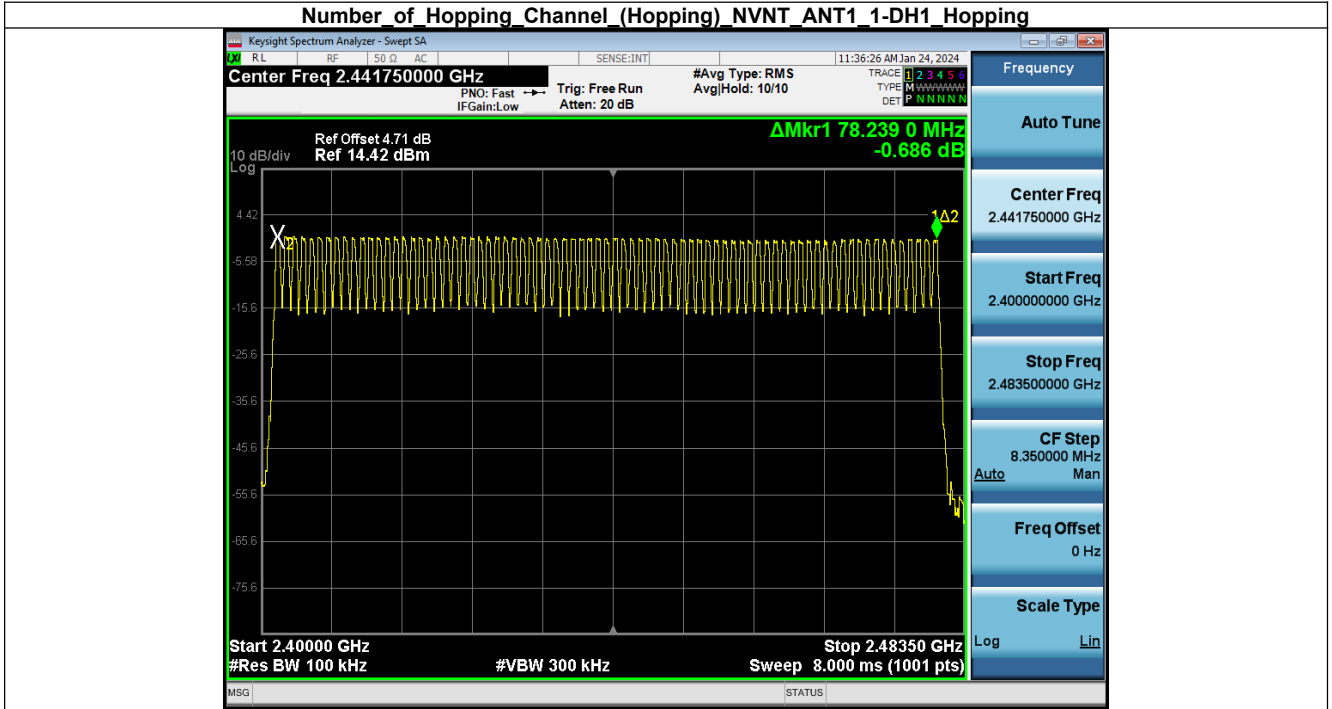 Number_of_Hopping_Channel_(Hopping)_NVNT_ANT1_1-DH1_Hopping
Keysight Spectrum Analyzer - Swept SA
LXI RL RF 50 Ω AC SENSE:INT 11:36:26 AM Jan 24, 2024
Center Freq 2.441750000 GHz
PNO: Fast
IFGain:Low
Trig: Free Run
Atten: 20 dB
#Avg Type: RMS
Avg|Hold: 10/10
TRACE 1 2 3 4 5 6
TYPE M WWWWW
DET P N N N N N
ΔMkr1 78.239 0 MHz
-0.686 dB
Ref Offset 4.71 dB
10 dB/div Ref 14.42 dBm
Log
4.42
-5.58
-15.6
-25.6
-35.6
-45.6
-55.6
-65.6
-75.6
X2
1Δ2
Start 2.40000 GHz Stop 2.48350 GHz
#Res BW 100 kHz #VBW 300 kHz Sweep 8.000 ms (1001 pts)
MSG STATUS
Frequency
Auto Tune
Center Freq
2.441750000 GHz
Start Freq
2.400000000 GHz
Stop Freq
2.483500000 GHz
CF Step
8.350000 MHz
Auto Man
Freq Offset
0 Hz
Scale Type
Log Lin